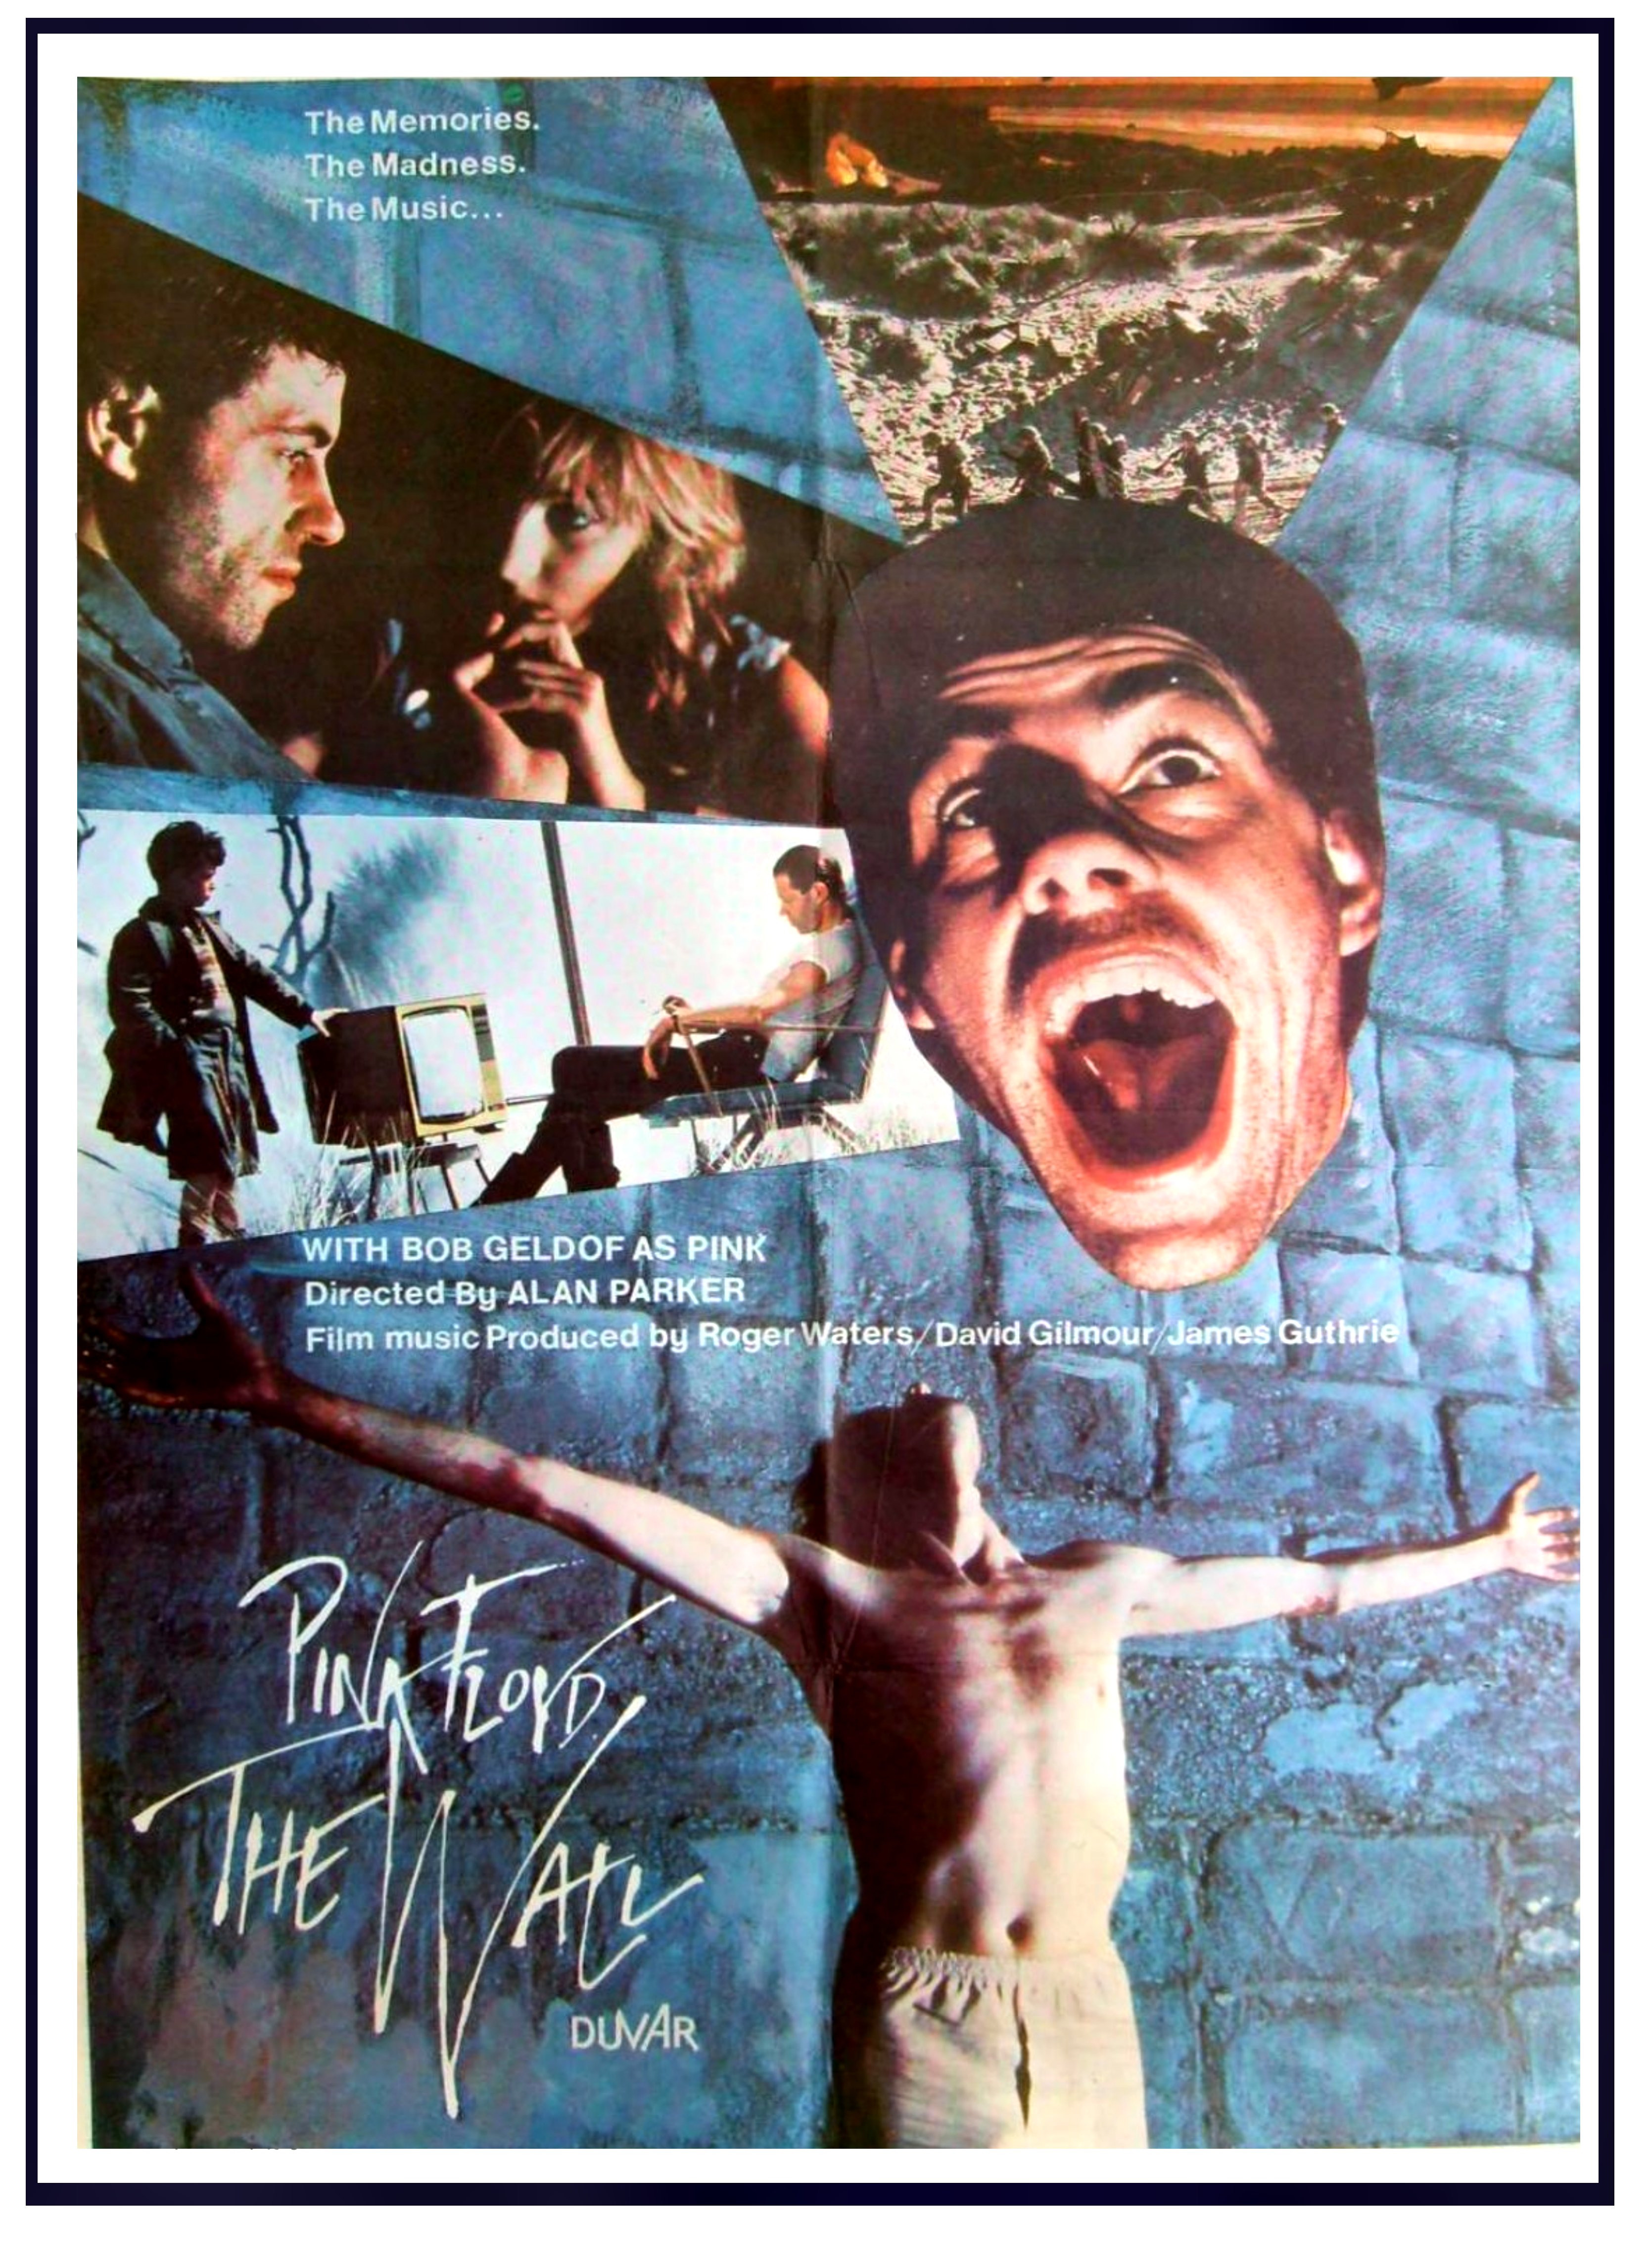 The Memories.
The Madness.
The Music...
WITH BOB GELDOF AS PINK
Directed By ALAN PARKER
Film music Produced by Roger Waters/David Gilmour/James Guthrie
PINK FLOYD
THE WALL
DUVAR